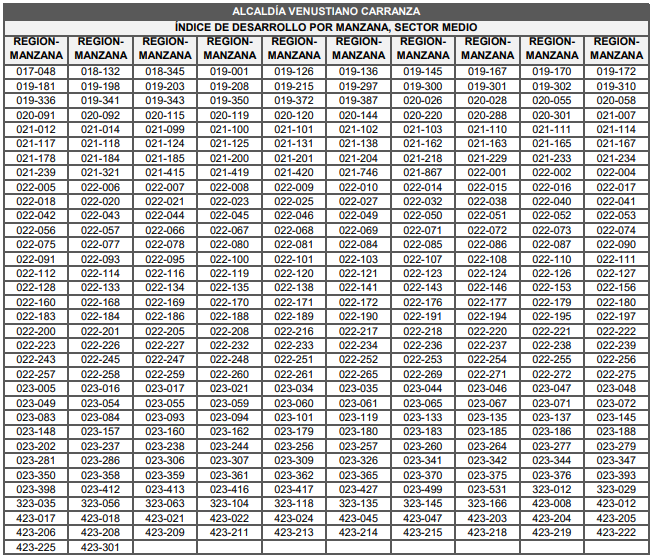 ALCALDÍA VENUSTIANO CARRANZA
ÍNDICE DE DESARROLLO POR MANZANA, SECTOR MEDIO
REGION- REGION- REGION- REGION- REGION- REGION- REGION- REGION- REGION- REGION-
MANZANA MANZANA MANZANA MANZANA MANZANA MANZANA MANZANA MANZANA MANZANA MANZANA
017-048 018-132 018-345 019-001 019-126 019-136 019-145 019-167 019-170 019-172
019-181 019-198 019-203 019-208 019-215 019-297 019-300 019-301 019-302 019-310
019-336 019-341 019-343 019-350 019-372 019-387 020-026 020-028 020-055 020-058
020-091 020-092 020-115 020-119 020-120 020-144 020-220 020-288 020-301 021-007
021-012 021-014 021-099 021-100 021-101 021-102 021-103 021-110 021-111 021-114
021-117 021-118 021-124 021-125 021-131 021-138 021-162 021-163 021-165 021-167
021-178 021-184 021-185 021-200 021-201 021-204 021-218 021-229 021-233 021-234
021-239 021-321 021-415 021-419 021-420 021-746 021-867 022-001 022-002 022-004
022-005 022-006 022-007 022-008 022-009 022-010 022-014 022-015 022-016 022-017
022-018 022-020 022-021 022-023 022-025 022-027 022-032 022-038 022-040 022-041
022-042 022-043 022-044 022-045 022-046 022-049 022-050 022-051 022-052 022-053
022-056 022-057 022-066 022-067 022-068 022-069 022-071 022-072 022-073 022-074
022-075 022-077 022-078 022-080 022-081 022-084 022-085 022-086 022-087 022-090
022-091 022-093 022-095 022-100 022-101 022-103 022-107 022-108 022-110 022-111
022-112 022-114 022-116 022-119 022-120 022-121 022-123 022-124 022-126 022-127
022-128 022-133 022-134 022-135 022-138 022-141 022-143 022-146 022-153 022-156
022-160 022-168 022-169 022-170 022-171 022-172 022-176 022-177 022-179 022-180
022-183 022-184 022-186 022-188 022-189 022-190 022-191 022-194 022-195 022-197
022-200 022-201 022-205 022-208 022-216 022-217 022-218 022-220 022-221 022-222
022-223 022-226 022-227 022-232 022-233 022-234 022-236 022-237 022-238 022-239
022-243 022-245 022-247 022-248 022-251 022-252 022-253 022-254 022-255 022-256
022-257 022-258 022-259 022-260 022-261 022-265 022-269 022-271 022-272 022-275
023-005 023-016 023-017 023-021 023-034 023-035 023-044 023-046 023-047 023-048
023-049 023-054 023-055 023-059 023-060 023-061 023-065 023-067 023-071 023-072
023-083 023-084 023-093 023-094 023-101 023-119 023-133 023-135 023-137 023-145
023-148 023-157 023-160 023-162 023-179 023-180 023-183 023-185 023-186 023-188
023-202 023-237 023-238 023-244 023-256 023-257 023-260 023-264 023-277 023-279
023-281 023-286 023-306 023-307 023-309 023-326 023-341 023-342 023-344 023-347
023-350 023-358 023-359 023-361 023-362 023-365 023-370 023-375 023-376 023-393
023-398 023-412 023-413 023-416 023-417 023-427 023-499 023-531 323-012 323-029
323-035 323-056 323-063 323-104 323-118 323-135 323-145 323-166 423-008 423-012
423-017 423-018 423-021 423-022 423-024 423-045 423-047 423-203 423-204 423-205
423-206 423-208 423-209 423-211 423-213 423-214 423-215 423-218 423-219 423-222
423-225 423-301